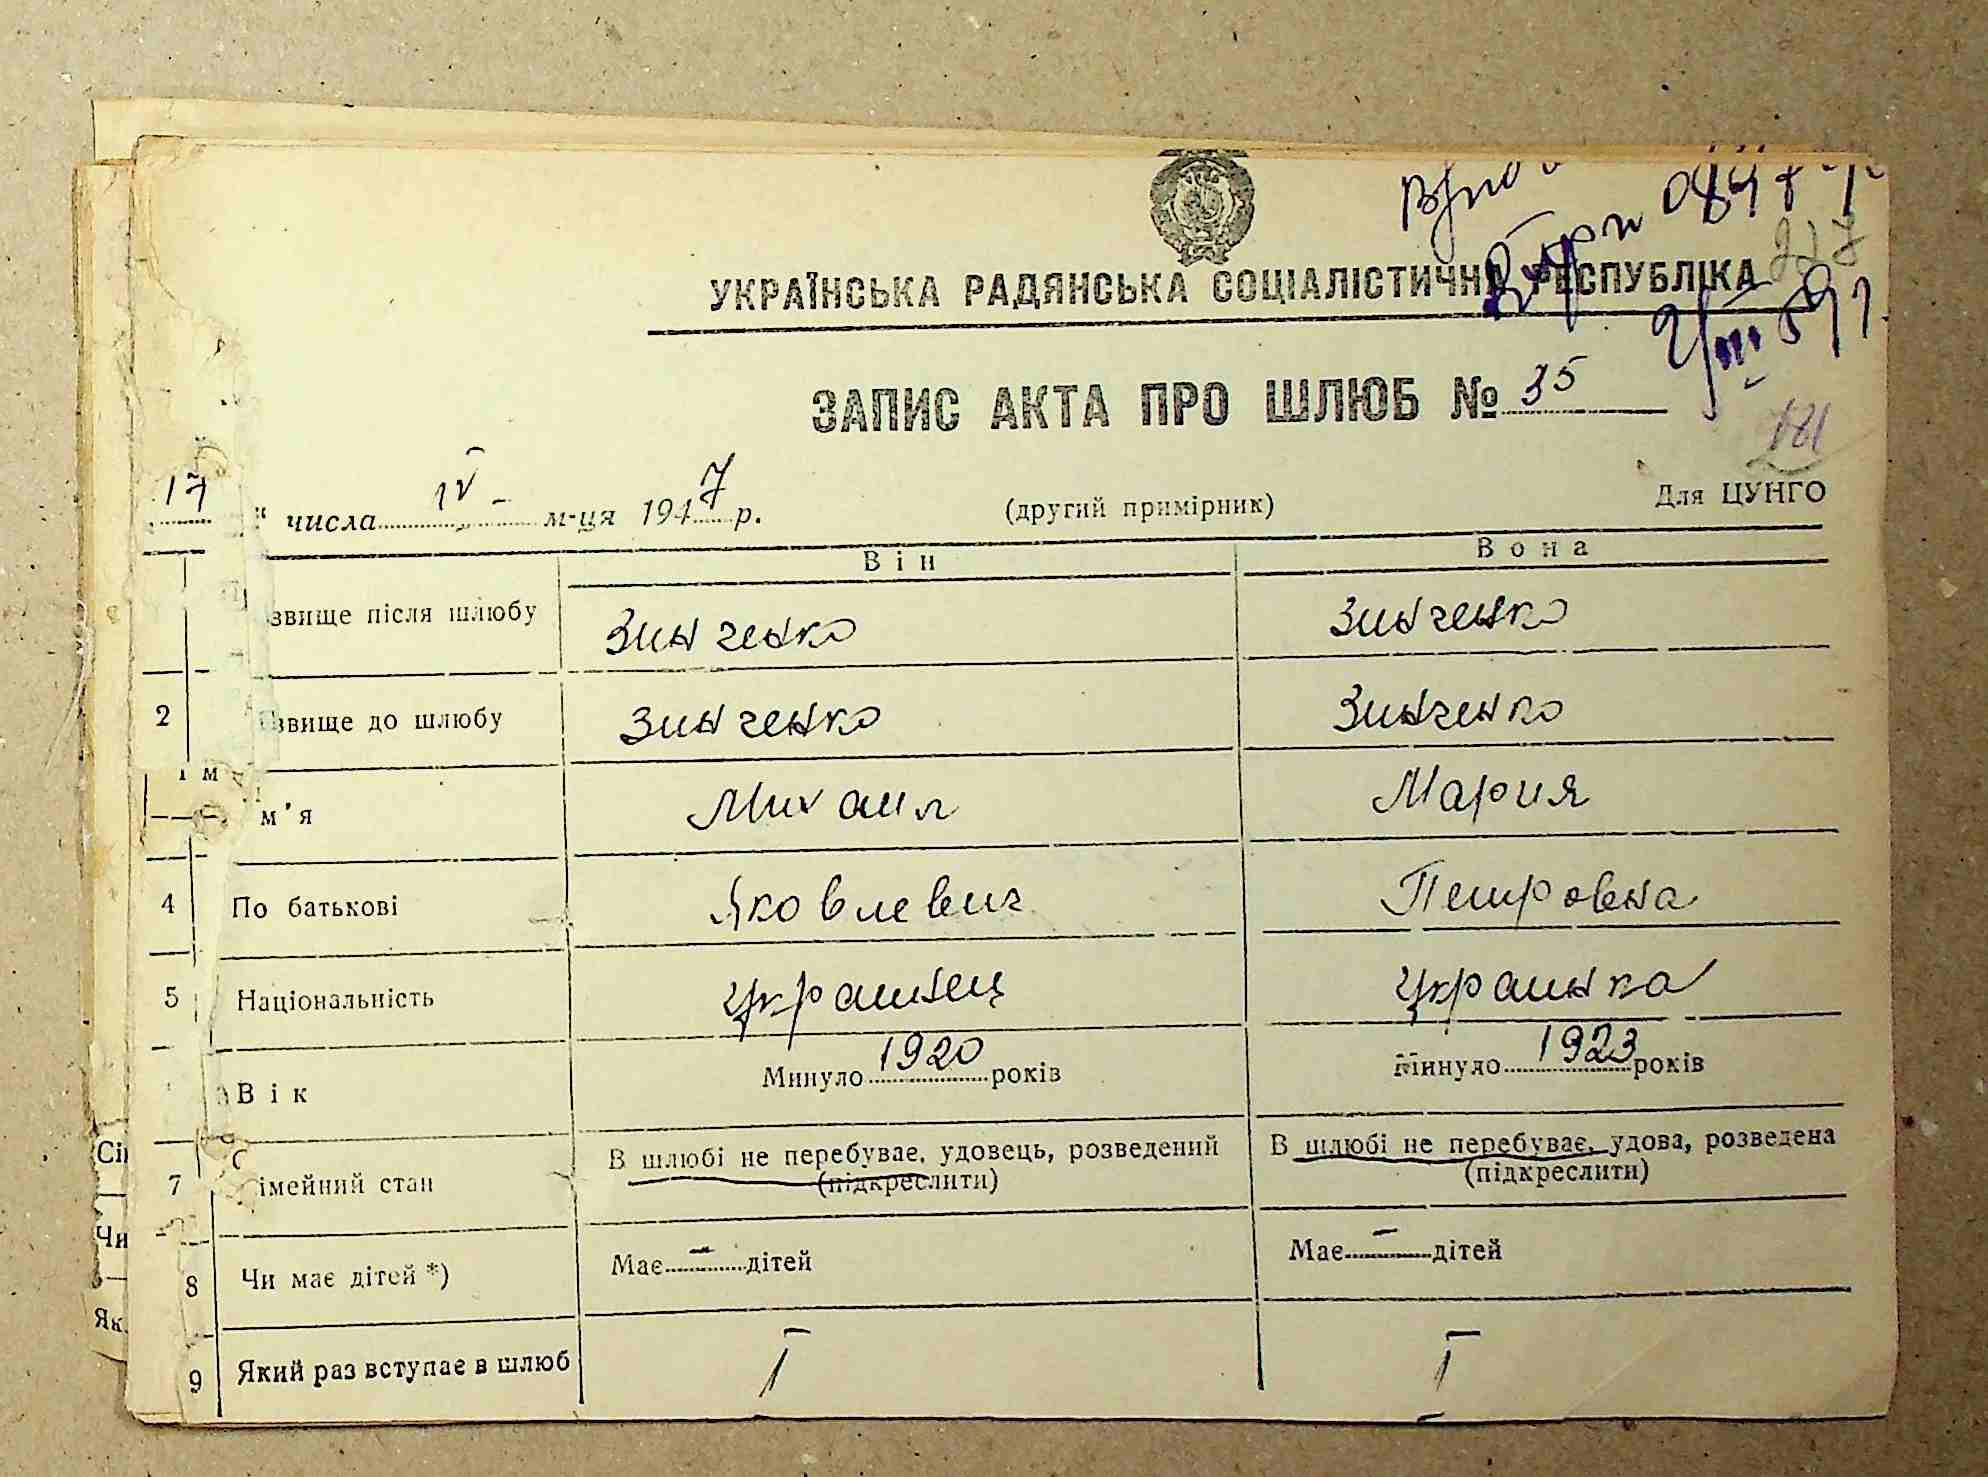 УКРАЇНСЬКА РАДЯНСЬКА СОЦІАЛІСТИЧНА РЕСПУБЛІКА
ЗАПИС АКТА ПРО ШЛЮБ № 35
17 " числа IV м-ця 1947 р. (другий примірник) Для ЦУНГО
Він Вона
звище після шлюбу Зинченко Зинченко
2 звище до шлюбу Зинченко Зинченко
м'я Михаил Мария
4 По батькові Яковлевич Петровна
5 Національність украинец украинка
Вік Минуло 1920 років Минуло 1923 років
7 Сімейний стан В шлюбі не перебуває, удовець, розведений В шлюбі не перебуває, удова, розведена
(підкреслити) (підкреслити)
8 Чи має дітей *) Має – дітей Має – дітей
9 Який раз вступає в шлюб I I